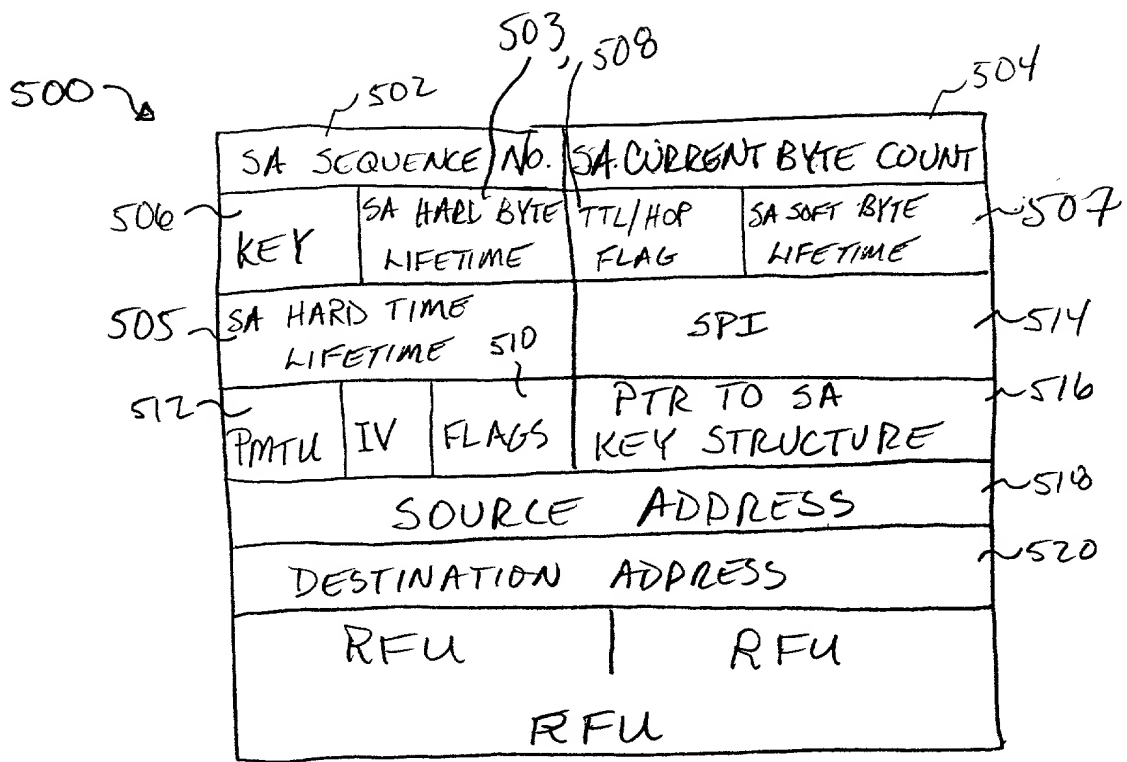 503, 508
500 502 504
SA SEQUENCE NO. SA CURRENT BYTE COUNT
506 KEY SA HARD BYTE LIFETIME TTL/HOP FLAG SA SOFT BYTE LIFETIME 507
505 SA HARD TIME LIFETIME SPI 514
510
512 PMTU IV FLAGS PTR TO SA KEY STRUCTURE 516
SOURCE ADDRESS 518
DESTINATION ADDRESS 520
RFU RFU
RFU